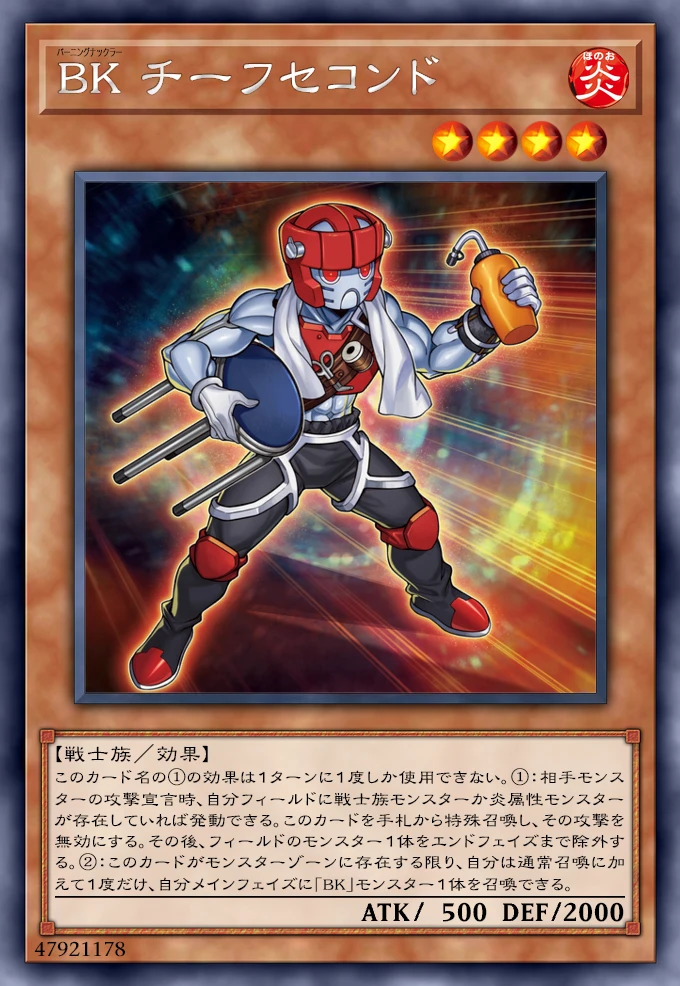 バーニングナックラー
BK チーフセコンド
ほのお
炎
【戦士族／効果】
このカード名の①の効果は１ターンに１度しか使用できない。①：相手モンス
ターの攻撃宣言時、自分フィールドに戦士族モンスターか炎属性モンスター
が存在していれば発動できる。このカードを手札から特殊召喚し、その攻撃を
無効にする。その後、フィールドのモンスター１体をエンドフェイズまで除外す
る。②：このカードがモンスターゾーンに存在する限り、自分は通常召喚に加
えて１度だけ、自分メインフェイズに「BK」モンスター１体を召喚できる。
ATK/ 500 DEF/2000
47921178